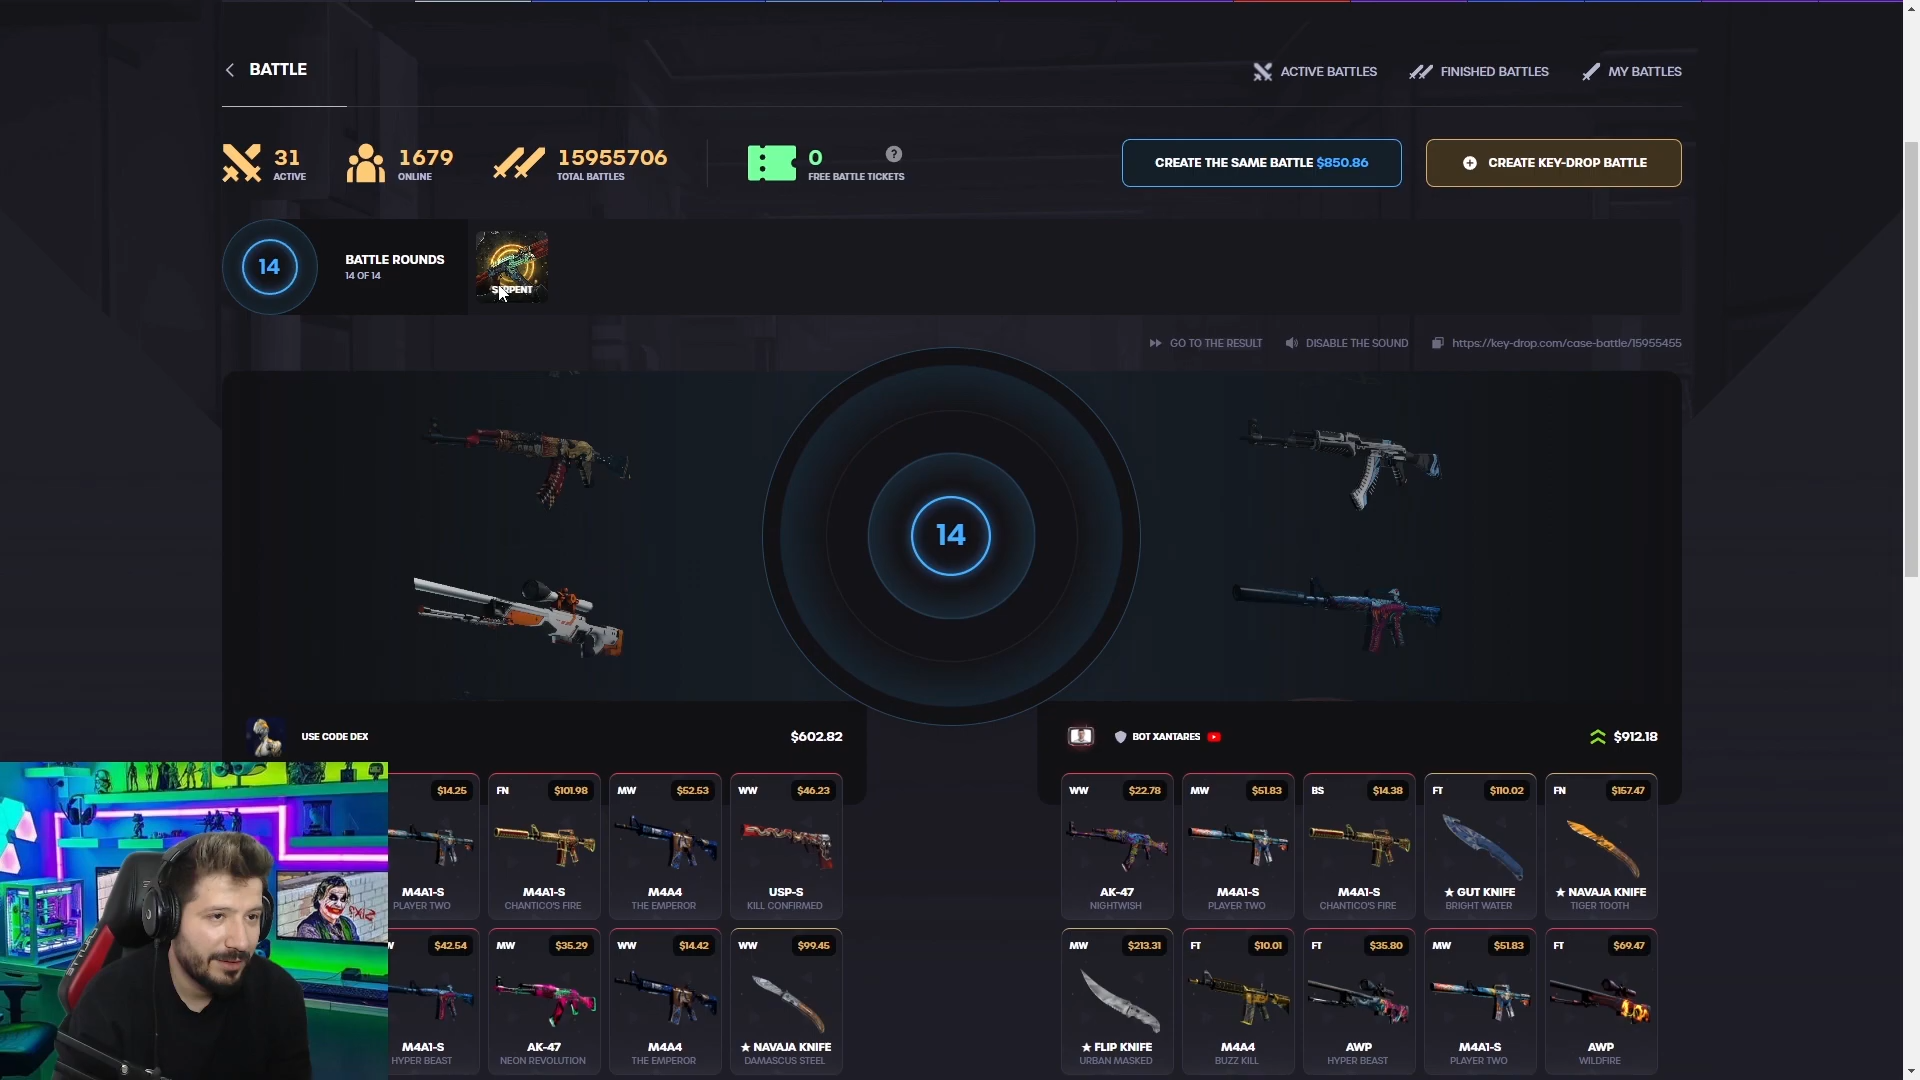 BATTLE
ACTIVE BATTLES
FINISHED BATTLES
MY BATTLES
31
ACTIVE
1679
ONLINE
15955706
TOTAL BATTLES
0
FREE BATTLE TICKETS
?
CREATE THE SAME BATTLE $850.86
CREATE KEY-DROP BATTLE
14
BATTLE ROUNDS
14 OF 14
SERPENT
GO TO THE RESULT
DISABLE THE SOUND
https://key-drop.com/case-battle/15955455
14
USE CODE DEX
$602.82
BOT XANTARES
$912.18
$14.25
M4A1-S
PLAYER TWO
FN $101.98
M4A1-S
CHANTICO'S FIRE
MW $52.53
M4A4
THE EMPEROR
WW $46.23
USP-S
KILL CONFIRMED
WW $22.78
AK-47
NIGHTWISH
MW $51.83
M4A1-S
PLAYER TWO
BS $14.38
M4A1-S
CHANTICO'S FIRE
FT $110.02
★ GUT KNIFE
BRIGHT WATER
FN $157.47
★ NAVAJA KNIFE
TIGER TOOTH
$42.54
M4A1-S
HYPER BEAST
MW $35.29
AK-47
NEON REVOLUTION
WW $14.42
M4A4
THE EMPEROR
WW $99.45
★ NAVAJA KNIFE
DAMASCUS STEEL
MW $213.31
★ FLIP KNIFE
URBAN MASKED
FT $10.01
M4A4
BUZZ KILL
FT $35.80
AWP
HYPER BEAST
MW $51.83
M4A1-S
PLAYER TWO
FT $69.47
AWP
WILDFIRE